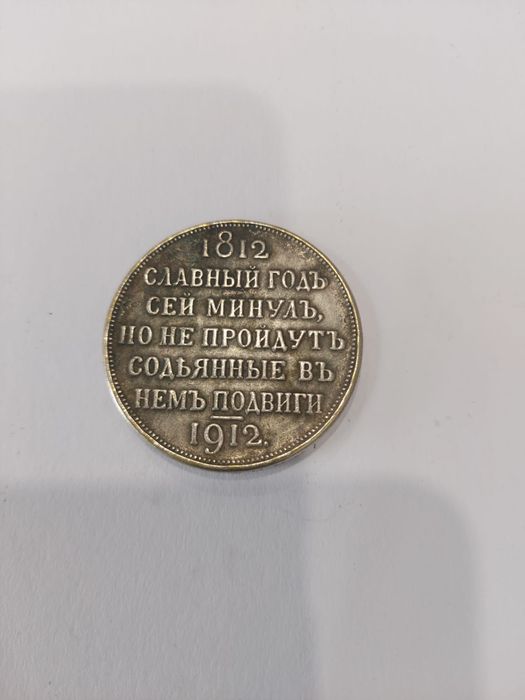 1812
СЛАВНЫЙ ГОДЪ
СЕЙ МИНУЛЪ,
НО НЕ ПРОЙДУТЪ
СОДѢЯННЫЕ ВЪ
НЕМЪ ПОДВИГИ
1912.